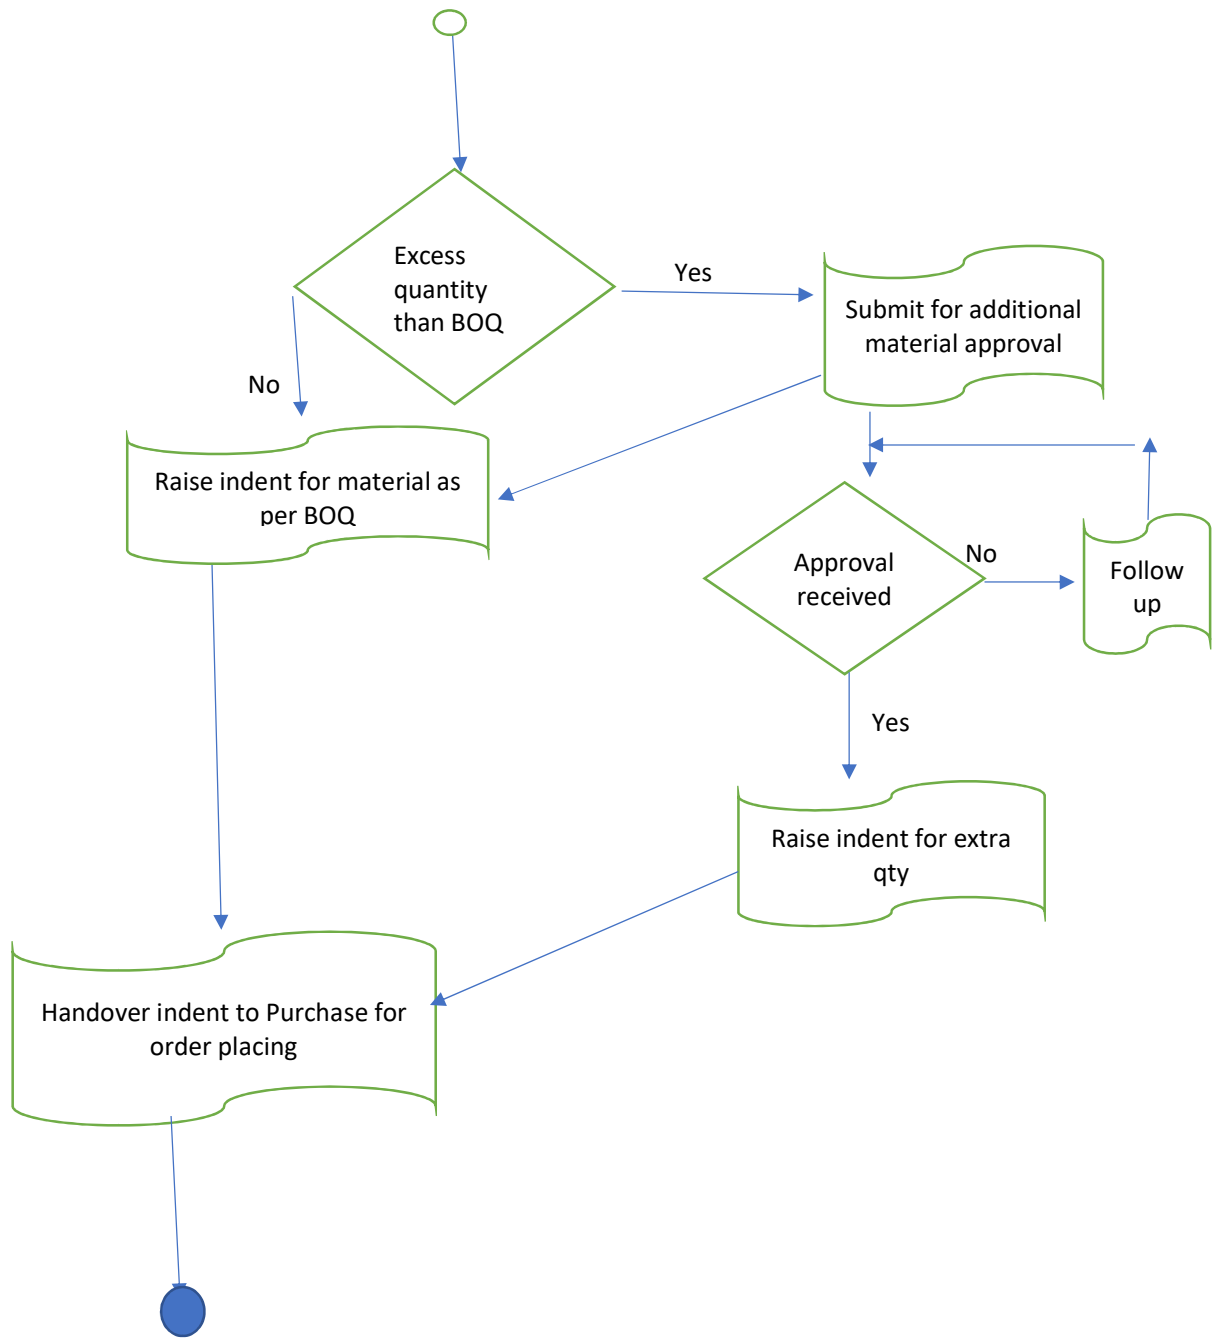 Excess
quantity
than BOQ
Yes
Submit for additional
material approval
No
Raise indent for material as
per BOQ
Approval
received
No
Follow
up
Yes
Raise indent for extra
qty
Handover indent to Purchase for
order placing